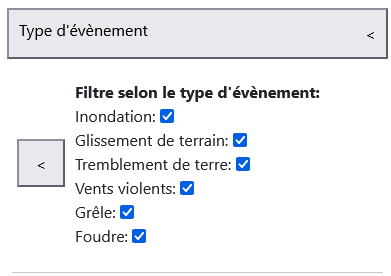 Type d'évènement <
Filtre selon le type d'évènement:
Inondation:
Glissement de terrain:
<
Tremblement de terre:
Vents violents:
Grêle:
Foudre: